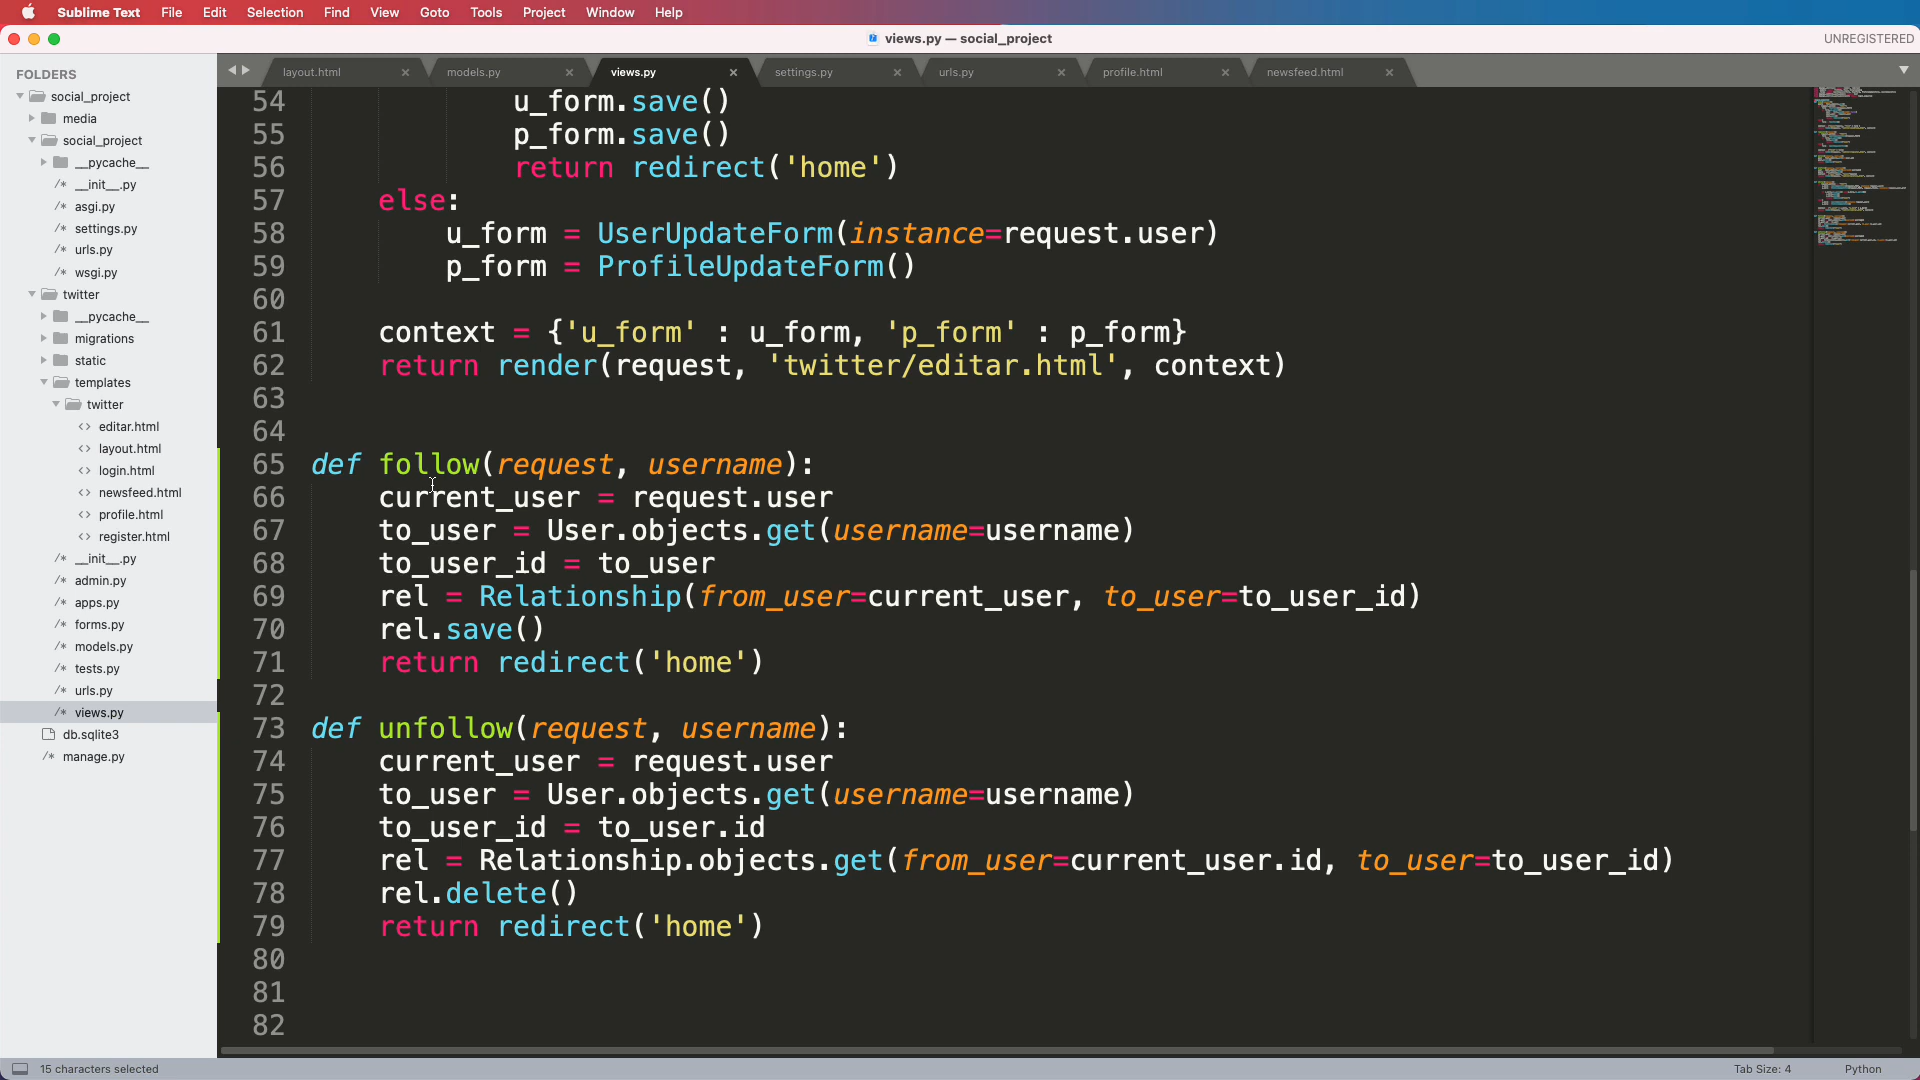 Sublime Text File Edit Selection Find View Goto Tools Project Window Help
views.py — social_project UNREGISTERED
FOLDERS
social_project
media
social_project
__pycache__
__init__.py
asgi.py
settings.py
urls.py
wsgi.py
twitter
__pycache__
migrations
static
templates
twitter
editar.html
layout.html
login.html
newsfeed.html
profile.html
register.html
__init__.py
admin.py
apps.py
forms.py
models.py
tests.py
urls.py
views.py
db.sqlite3
manage.py
layout.html models.py views.py settings.py urls.py profile.html newsfeed.html
54 u_form.save()
55 p_form.save()
56 return redirect('home')
57 else:
58 u_form = UserUpdateForm(instance=request.user)
59 p_form = ProfileUpdateForm()
60
61 context = {'u_form' : u_form, 'p_form' : p_form}
62 return render(request, 'twitter/editar.html', context)
63
64
65 def follow(request, username):
66 current_user = request.user
67 to_user = User.objects.get(username=username)
68 to_user_id = to_user
69 rel = Relationship(from_user=current_user, to_user=to_user_id)
70 rel.save()
71 return redirect('home')
72
73 def unfollow(request, username):
74 current_user = request.user
75 to_user = User.objects.get(username=username)
76 to_user_id = to_user.id
77 rel = Relationship.objects.get(from_user=current_user.id, to_user=to_user_id)
78 rel.delete()
79 return redirect('home')
80
81
82
15 characters selected Tab Size: 4 Python